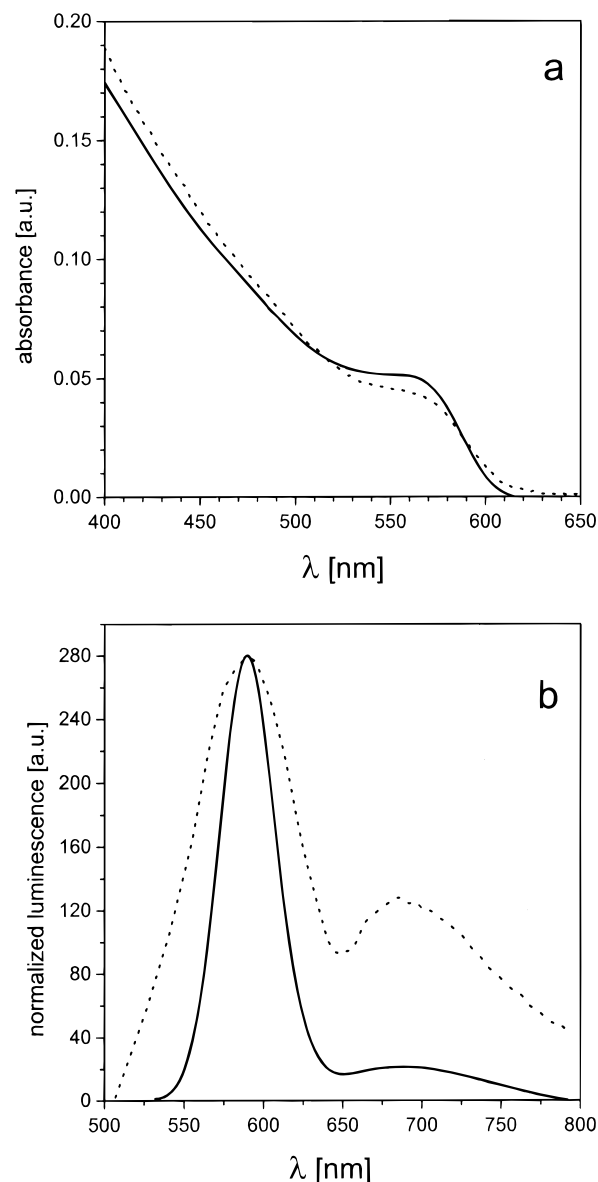 a
0.20
0.15
0.10
0.05
0.00
absorbance [a.u.]
400 450 500 550 600 650
λ [nm]
b
280
240
200
160
120
80
40
0
normalized luminescence [a.u.]
500 550 600 650 700 750 800
λ [nm]